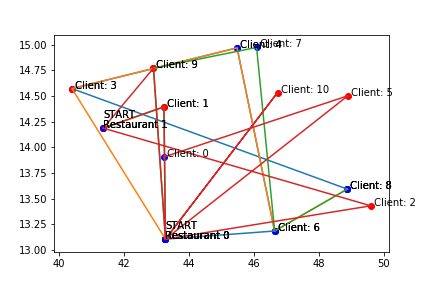 15.00
14.75
14.50
14.25
14.00
13.75
13.50
13.25
13.00
Client: 4
Client: 7
Client: 9
Client: 3
Client: 10
Client: 5
Client: 1
START
Restaurant 1
Client: 0
Client: 8
Client: 2
START
Restaurant 0
Client: 6
40
42
44
46
48
50